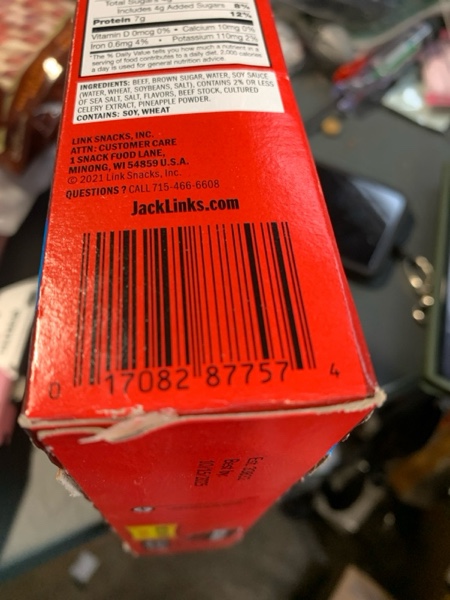 Total Sugars
Includes 4g Added Sugars 8%
Protein 7g 12%
Vitamin D 0mcg 0% • Calcium 10mg 0%
Iron 0.6mg 4% • Potassium 110mg 2%
*The % Daily Value tells you how much a nutrient in a
serving of food contributes to a daily diet. 2,000 calories
a day is used for general nutrition advice.
INGREDIENTS: BEEF, BROWN SUGAR, WATER, SOY SAUCE
(WATER, WHEAT, SOYBEANS, SALT), CONTAINS 2% OR LESS
OF SEA SALT, SALT, FLAVORS, BEEF STOCK, CULTURED
CELERY EXTRACT, PINEAPPLE POWDER.
CONTAINS: SOY, WHEAT
LINK SNACKS, INC.
ATTN: CUSTOMER CARE
1 SNACK FOOD LANE,
MINONG, WI 54859 U.S.A.
© 2021 Link Snacks, Inc.
QUESTIONS? CALL 715-466-6608
JackLinks.com
0 17082 87757 4